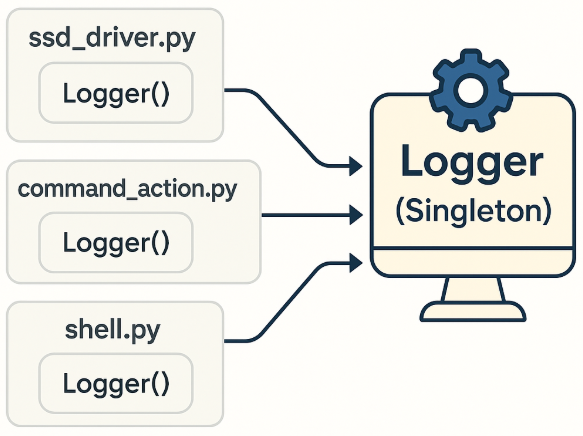 ssd_driver.py
Logger()
command_action.py
Logger()
shell.py
Logger()
Logger
(Singleton)